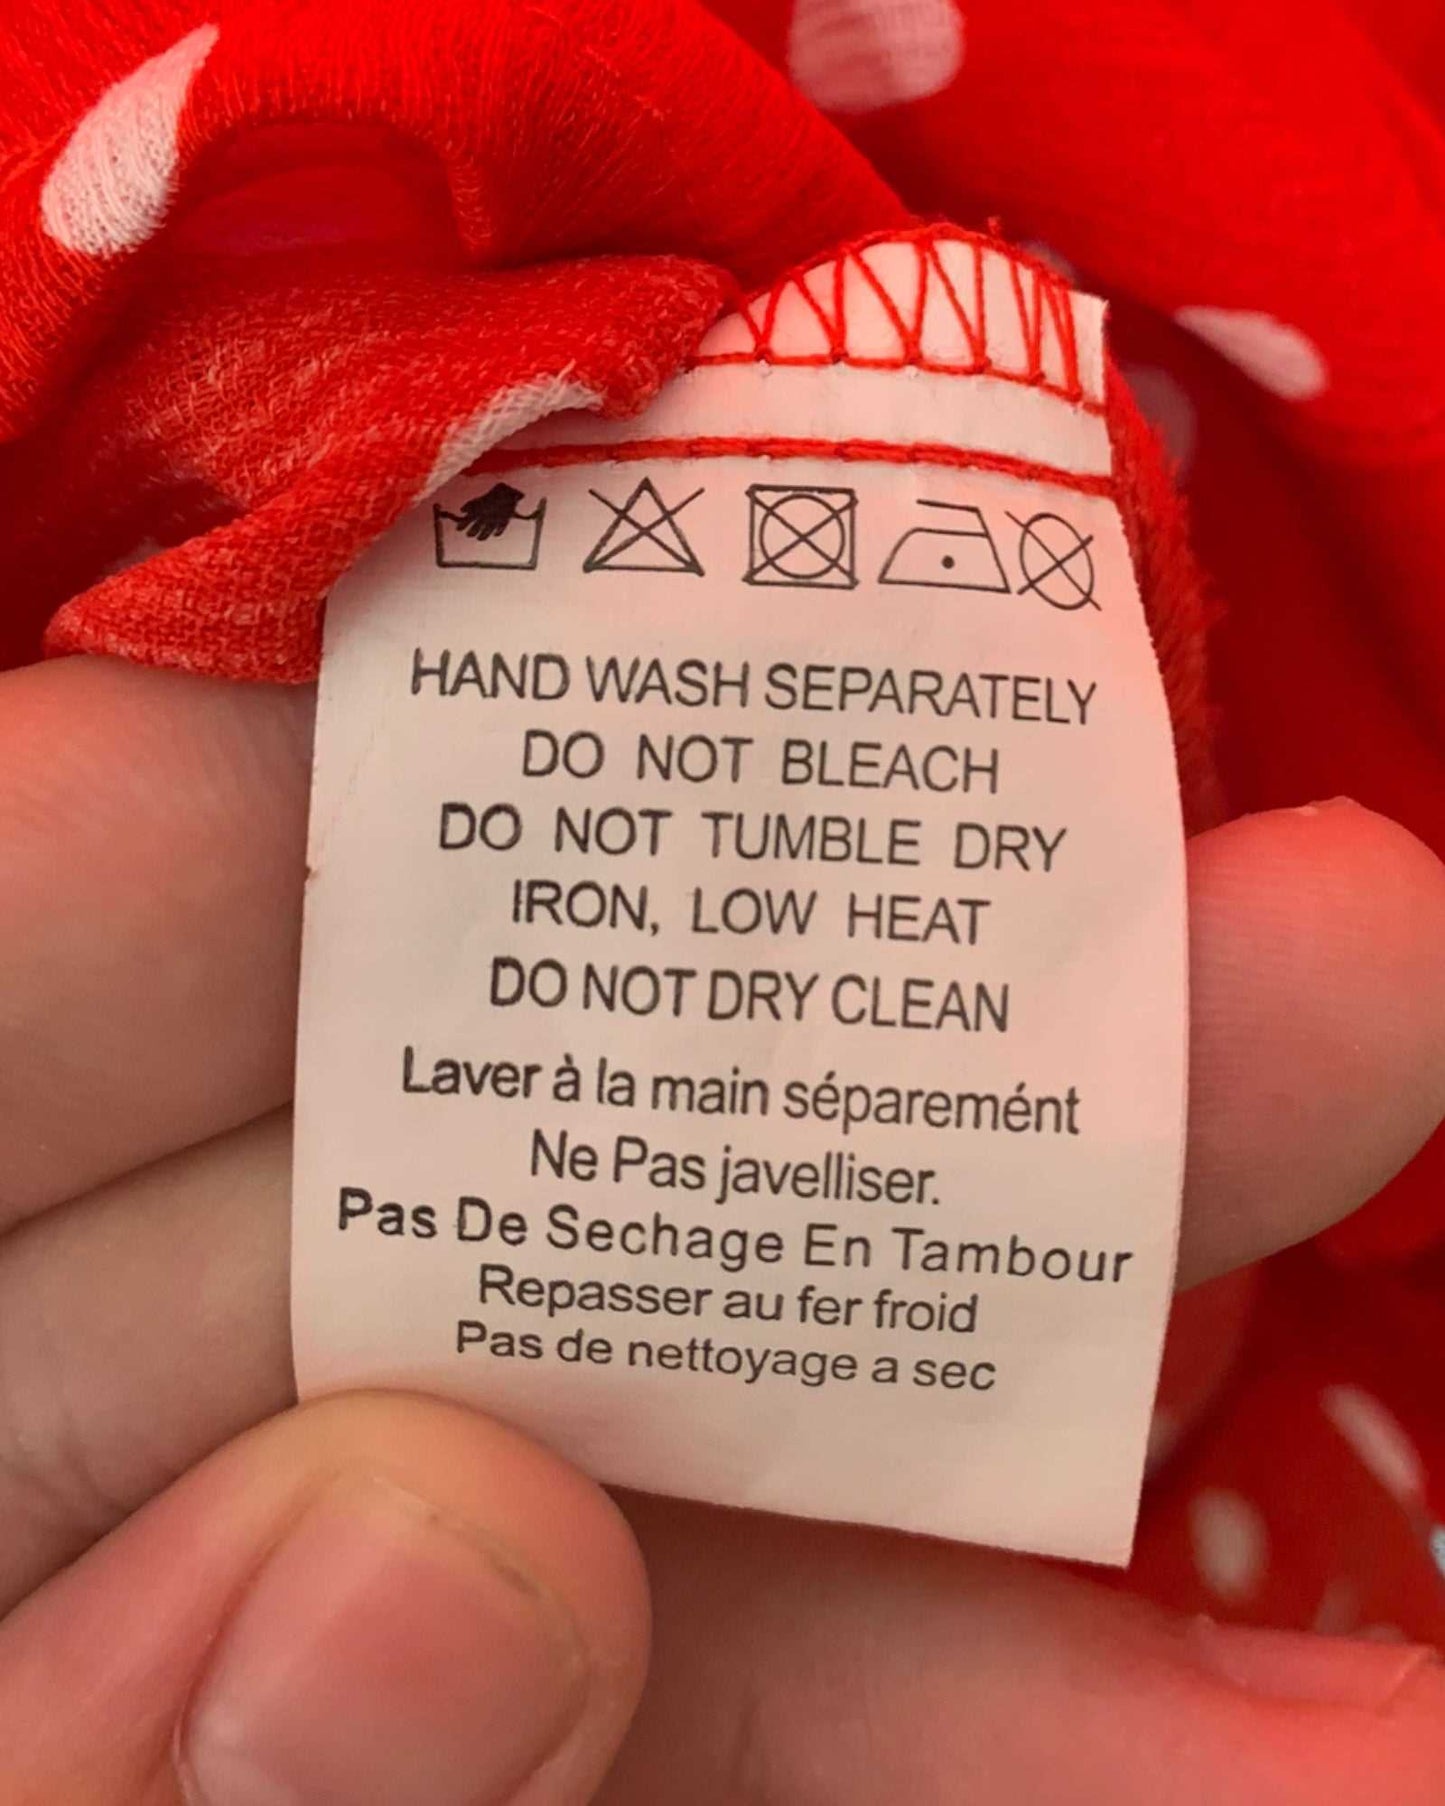 HAND WASH SEPARATELY
DO NOT BLEACH
DO NOT TUMBLE DRY
IRON, LOW HEAT
DO NOT DRY CLEAN
Laver à la main séparemént
Ne Pas javelliser.
Pas De Sechage En Tambour
Repasser au fer froid
Pas de nettoyage a sec